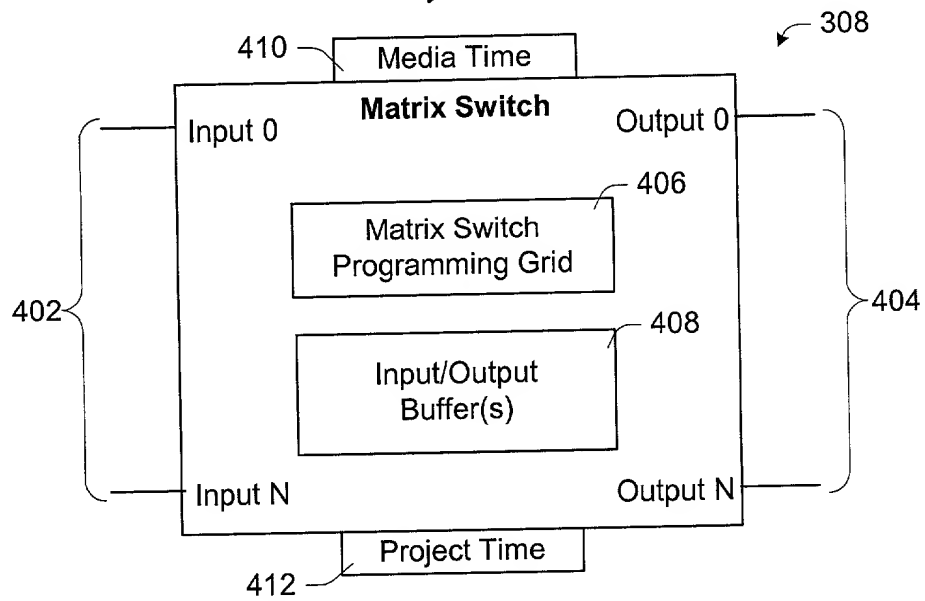 308
410
Media Time
Matrix Switch
Input 0
Output 0
406
Matrix Switch
Programming Grid
402
404
408
Input/Output
Buffer(s)
Input N
Output N
Project Time
412